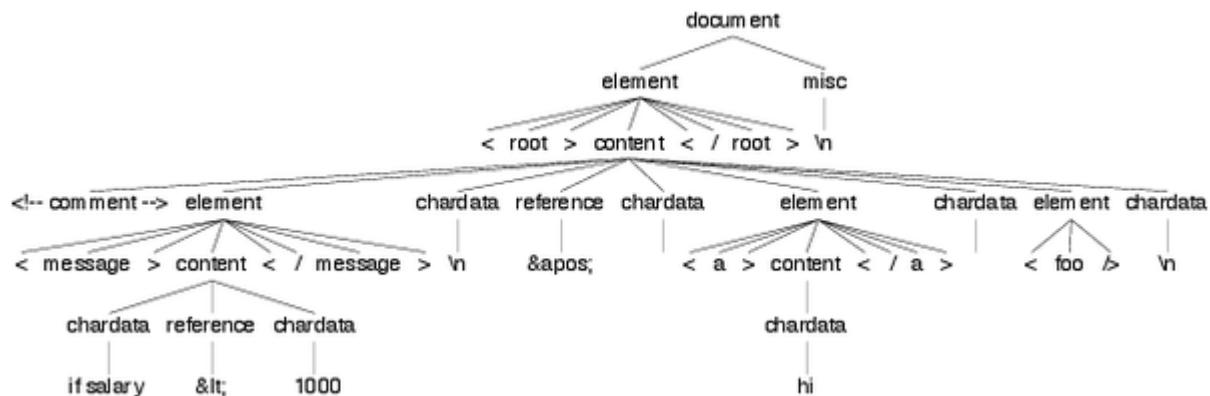 document
element misc
< root > content < / root > \n
<!-- comment --> element chardata reference chardata element chardata element chardata
< message > content < / message > \n &apos; < a > content < / a > < foo /> \n
chardata reference chardata chardata
if salary &lt; 1000 hi